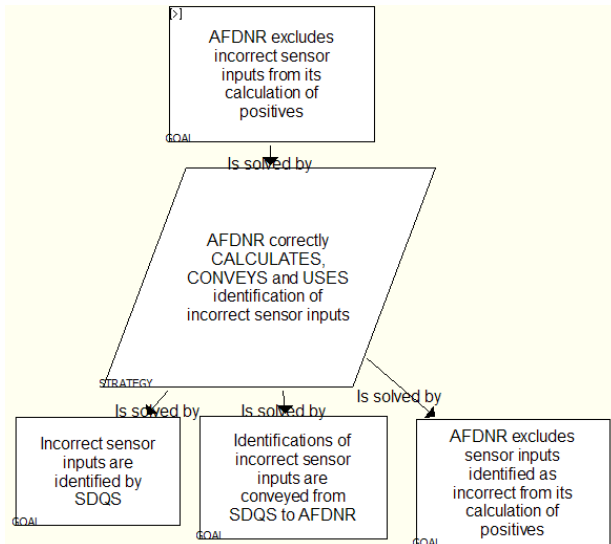 [>]
AFDNR excludes
incorrect sensor
inputs from its
calculation of
positives
GOAL
Is solved by
AFDNR correctly
CALCULATES,
CONVEYS and USES
identification of
incorrect sensor inputs
STRATEGY
Is solved by
Is solved by
Is solved by
Incorrect sensor
inputs are
identified by
SDQS
GOAL
Identifications of
incorrect sensor
inputs are
conveyed from
SDQS to AFDNR
GOAL
AFDNR excludes
sensor inputs
identified as
incorrect from its
calculation of
positives
GOAL